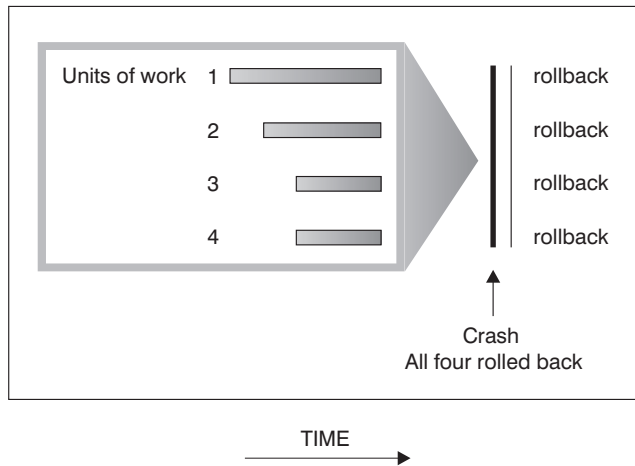 Units of work 1 rollback
2 rollback
3 rollback
4 rollback
Crash
All four rolled back
TIME